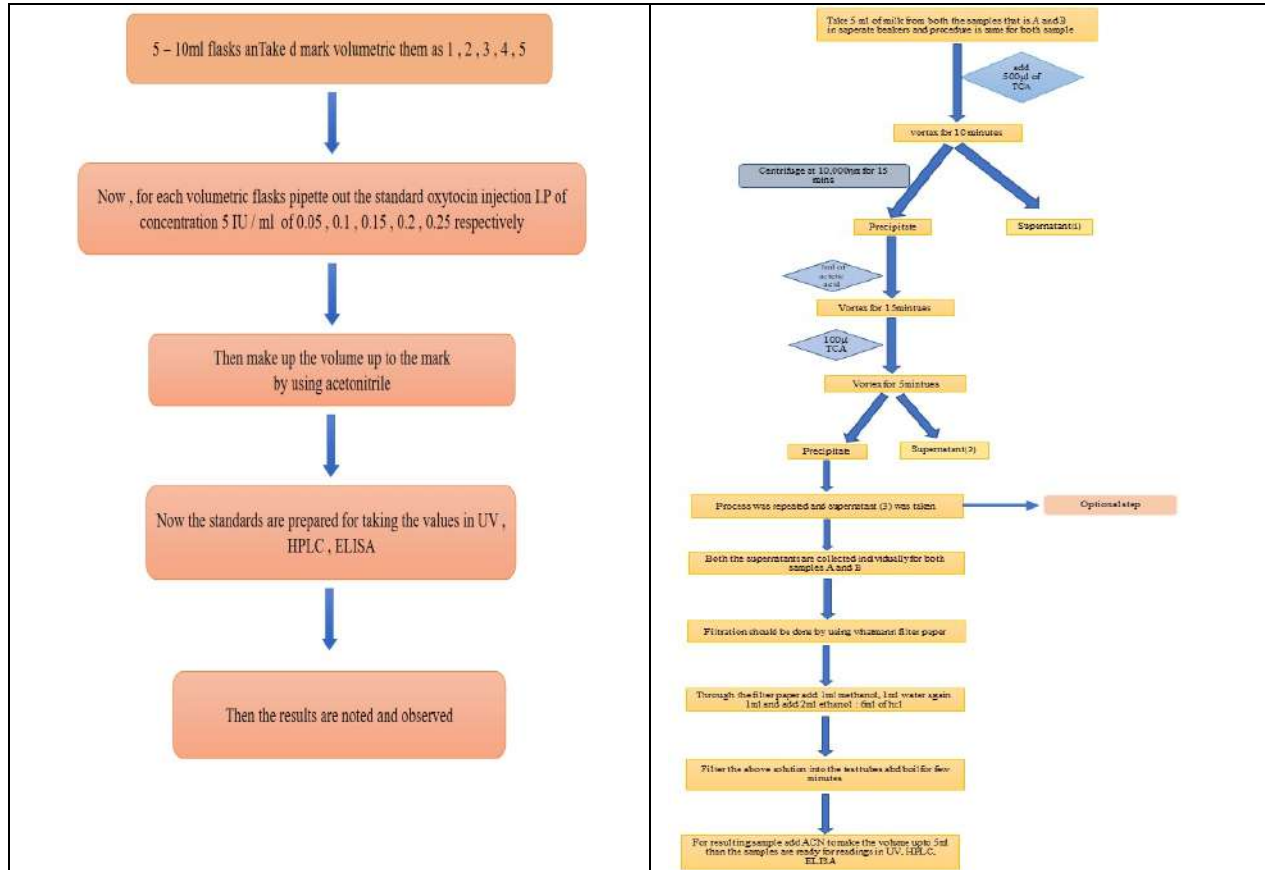 5 – 10ml flasks anTake d mark volumetric them as 1 , 2 , 3 , 4 , 5
Now , for each volumetric flasks pipette out the standard oxytocin injection I.P of
concentration 5 IU / ml of 0.05 , 0.1 , 0.15 , 0.2 , 0.25 respectively
Then make up the volume up to the mark
by using acetonitrile
Now the standards are prepared for taking the values in UV ,
HPLC , ELISA
Then the results are noted and observed
Take 5 ml of milk from both the samples that is A and B
in saperate beakers and procedure is same for both sample
add
500µl of
TCA
vortex for 10 minutes
Centrifuge at 10,000 for 15
mins
Precipitate
Supernatant(1)
acid
Vortex for 15mintues
100µl
TCA
Vortex for 5mintues
Precipitate
Supernatant(2)
Process was repeated and supernatant (3) was taken
Optional step
Both the supernatants are collected individually for both
samples A and B
Filtration should be done by using filter paper
Through the filter paper add 1ml methanol, 1ml water again
1ml and add 2ml ethanol : 6ml of hcl
Filter the above solution into the test tubes and boil for few
minutes
For resulting sample add ACN to make the volume upto 5ml
than the samples are ready for readings in UV, HPLC,
ELISA